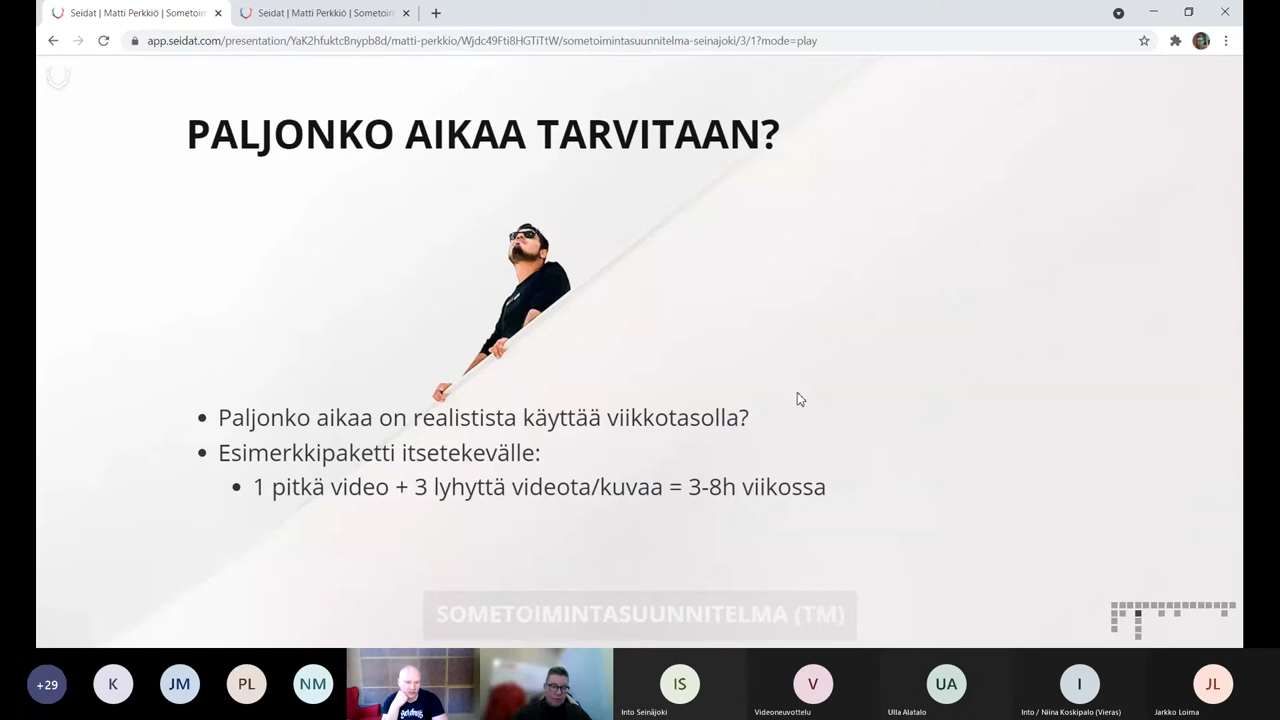 Seidat | Matti Perkkiö | Sometoim
Seidat | Matti Perkkiö | Sometoin
app.seidat.com/presentation/YaK2hfuktcBnypb8d/matti-perkkio/Wjdc49Fti8HGTiTtW/sometoimintasuunnitelma-seinajoki/3/1?mode=play
PALJONKO AIKAA TARVITAAN?
Paljonko aikaa on realistista käyttää viikkotasolla?
Esimerkkipaketti itsetekevälle:
1 pitkä video + 3 lyhyttä videota/kuvaa = 3-8h viikossa
SOMETOIMINTASUUNNITELMA (TM)
+29 K JM PL NM IS V UA I JL
Into Seinäjoki Videoneuvottelu Ulla Alatalo Into / Niina Koskipalo (Vieras) Jarkko Loima